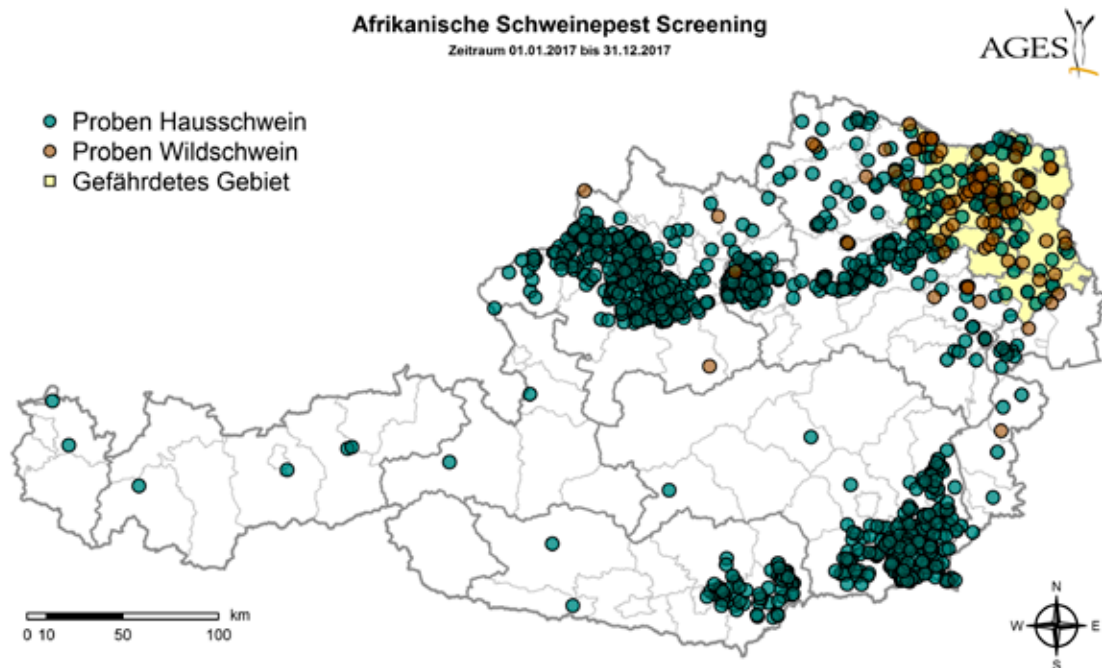 Afrikanische Schweinepest Screening
Zeitraum 01.01.2017 bis 31.12.2017
AGES
Proben Hausschwein
Proben Wildschwein
Gefährdetes Gebiet
km
0 10 50 100
N
W E
S